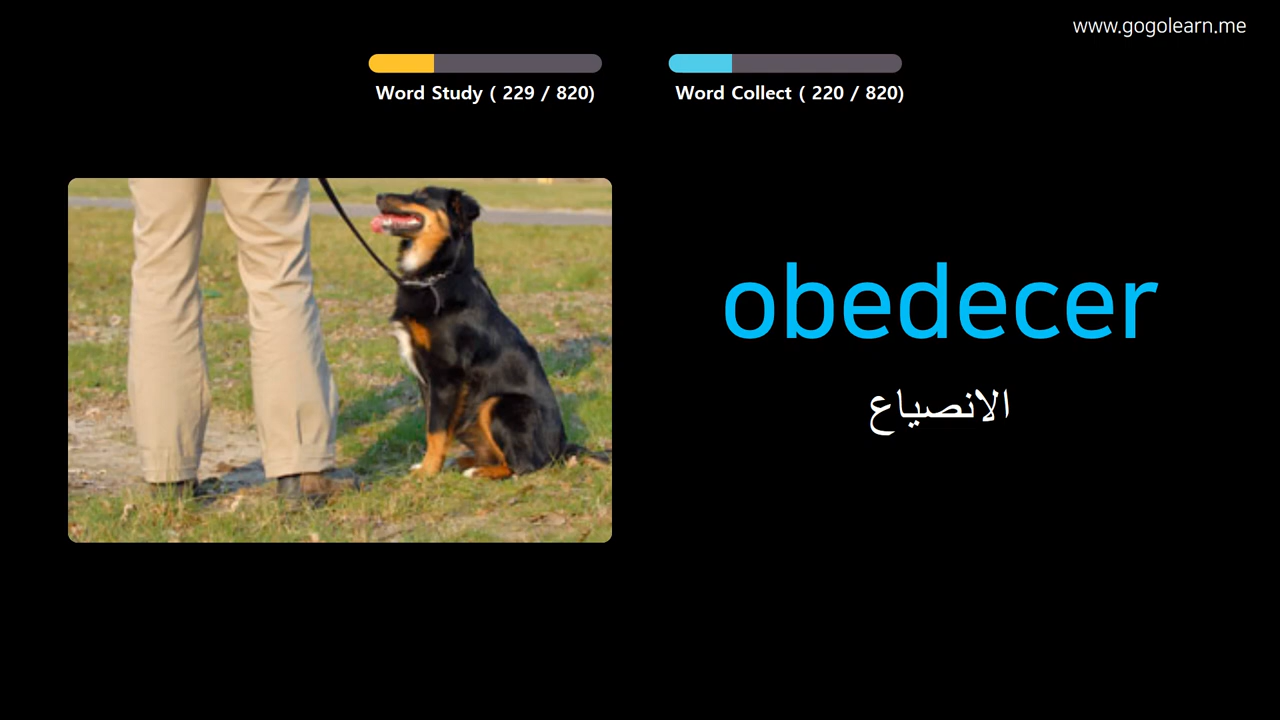 www.gogolearn.me
Word Study ( 229 / 820)
Word Collect ( 220 / 820)
obedecer
الانصياع